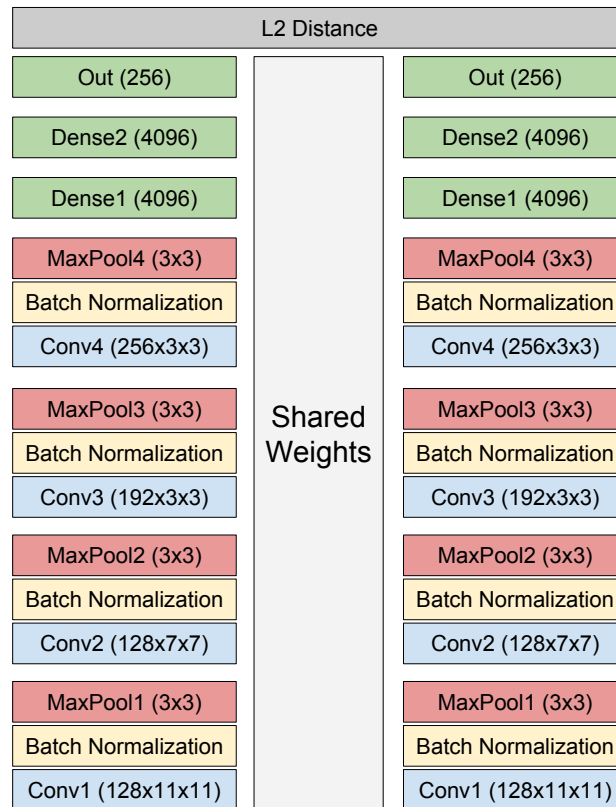 L2 Distance
Out (256)
Dense2 (4096)
Dense1 (4096)
MaxPool4 (3x3)
Batch Normalization
Conv4 (256x3x3)
MaxPool3 (3x3)
Batch Normalization
Conv3 (192x3x3)
MaxPool2 (3x3)
Batch Normalization
Conv2 (128x7x7)
MaxPool1 (3x3)
Batch Normalization
Conv1 (128x11x11)
Shared
Weights
Out (256)
Dense2 (4096)
Dense1 (4096)
MaxPool4 (3x3)
Batch Normalization
Conv4 (256x3x3)
MaxPool3 (3x3)
Batch Normalization
Conv3 (192x3x3)
MaxPool2 (3x3)
Batch Normalization
Conv2 (128x7x7)
MaxPool1 (3x3)
Batch Normalization
Conv1 (128x11x11)